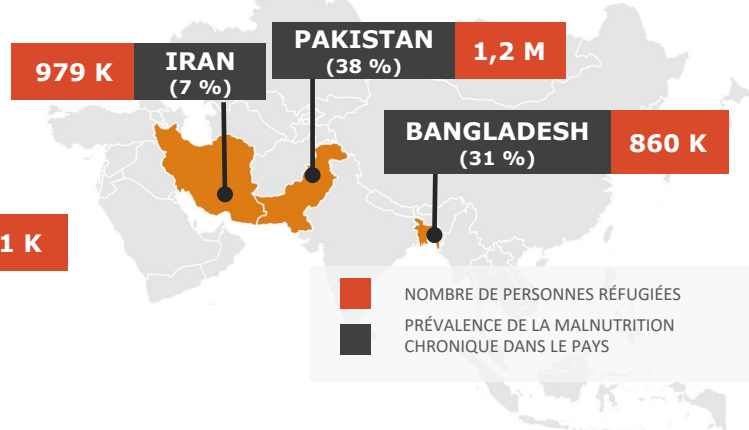 PAKISTAN
(38 %)
1,2 M
979 K
IRAN
(7 %)
BANGLADESH
(31 %)
860 K
1 K
NOMBRE DE PERSONNES RÉFUGIÉES
PRÉVALENCE DE LA MALNUTRITION
CHRONIQUE DANS LE PAYS